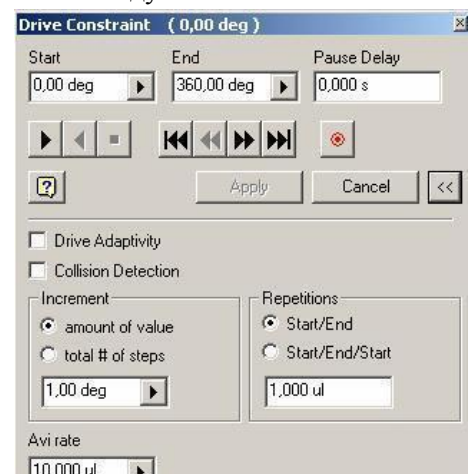 Drive Constraint ( 0,00 deg )
Start End Pause Delay
0,00 deg 360,00 deg 0,000 s
Apply Cancel <<
Drive Adaptivity
Collision Detection
Increment Repetitions
amount of value Start/End
total # of steps Start/End/Start
1,00 deg 1,000 ul
Avi rate
10,000 ul